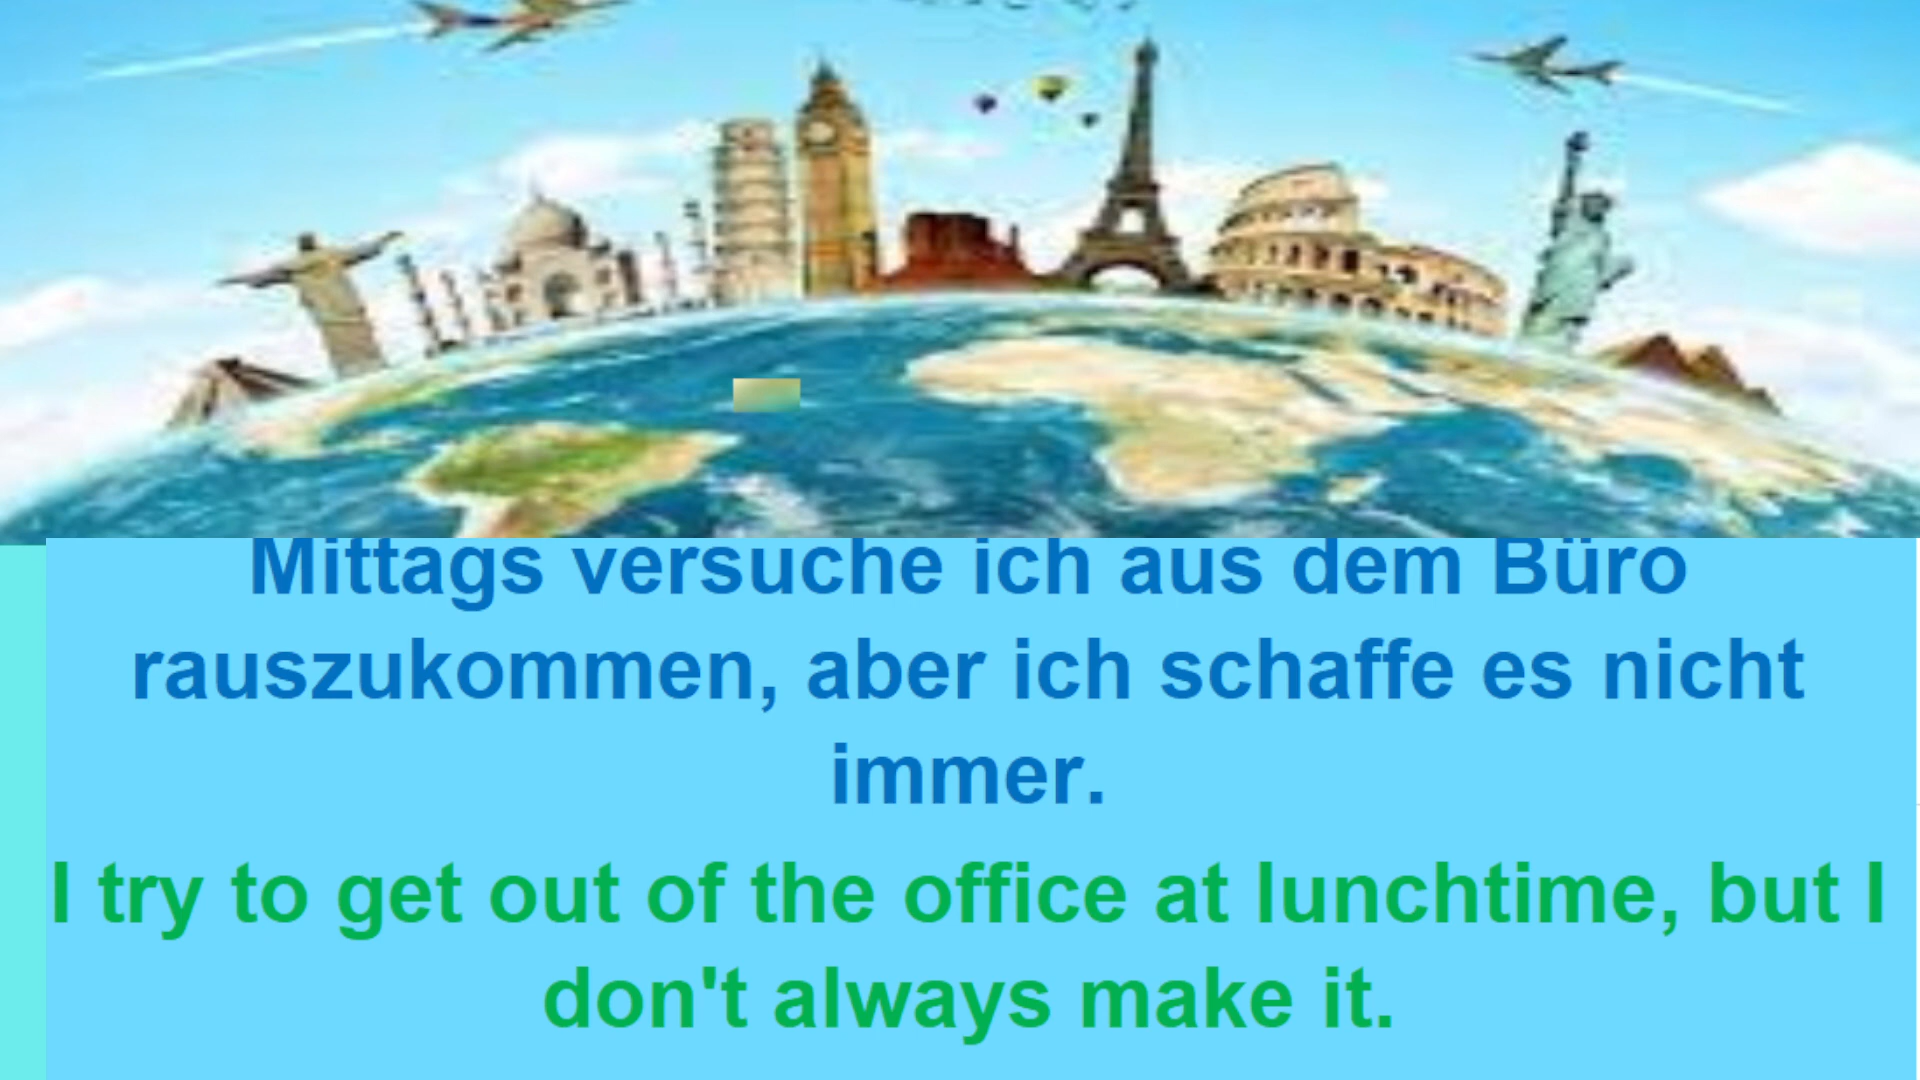 Mittags versuche ich aus dem Büro
rauszukommen, aber ich schaffe es nicht
immer.
I try to get out of the office at lunchtime, but I
don't always make it.